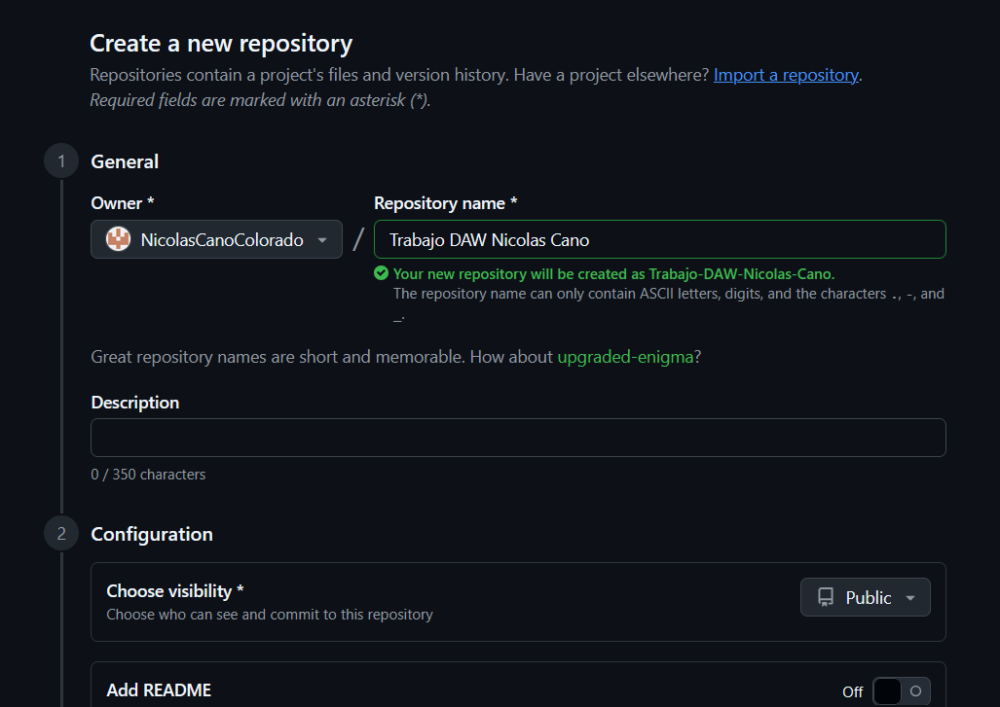 Create a new repository
Repositories contain a project's files and version history. Have a project elsewhere? Import a repository.
Required fields are marked with an asterisk (*).
1 General
Owner * Repository name *
NicolasCanoColorado / Trabajo DAW Nicolas Cano
Your new repository will be created as Trabajo-DAW-Nicolas-Cano.
The repository name can only contain ASCII letters, digits, and the characters ., -, and
_.
Great repository names are short and memorable. How about upgraded-enigma?
Description
0 / 350 characters
2 Configuration
Choose visibility *
Choose who can see and commit to this repository
Public
Add README
Off